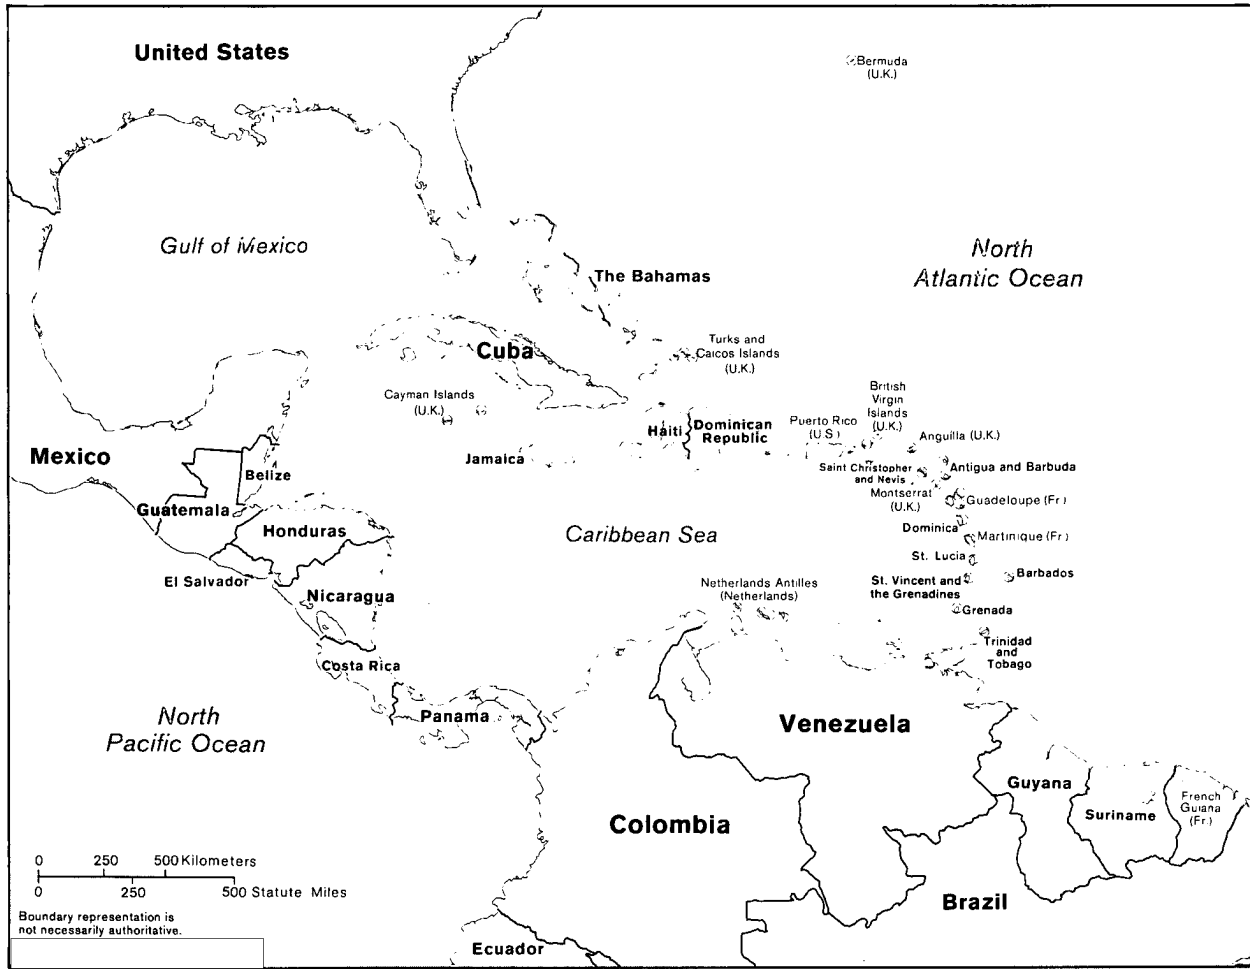 United States
Bermuda
(U.K.)
Gulf of Mexico
North
Atlantic Ocean
The Bahamas
Turks and
Caicos Islands
(U.K.)
Cuba
Cayman Islands
(U.K.)
British
Virgin
Islands
(U.K.)
Puerto Rico
(U.S.)
Haiti
Dominican
Republic
Anguilla (U.K.)
Mexico
Jamaica
Belize
Saint Christopher
and Nevis
Antigua and Barbuda
Montserrat
(U.K.)
Guadeloupe (Fr.)
Guatemala
Honduras
Caribbean Sea
Dominica
Martinique (Fr.)
St. Lucia
El Salvador
Nicaragua
Netherlands Antilles
(Netherlands)
St. Vincent and
the Grenadines
Barbados
Grenada
Trinidad
and
Tobago
Costa Rica
North
Pacific Ocean
Panama
Venezuela
Guyana
Suriname
French
Guiana
(Fr.)
Colombia
0 250 500 Kilometers
0 250 500 Statute Miles
Brazil
Boundary representation is
not necessarily authoritative.
Ecuador